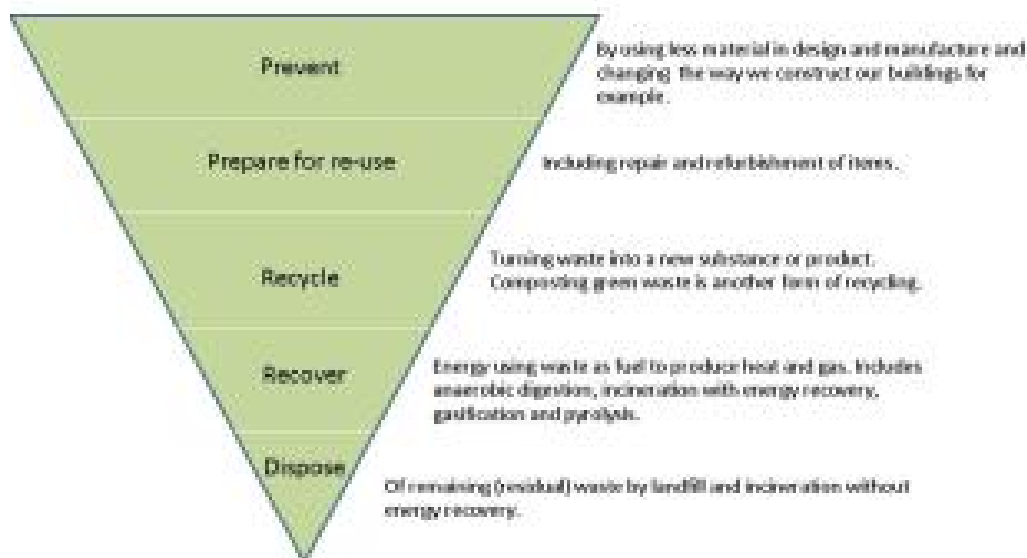 Prevent
By using less material in design and manufacture and
changing the way we construct our buildings for
example.
Prepare for re-use
Including repair and refurbishment of items.
Recycle
Turning waste into a new substance or product.
Composting green waste is another form of recycling.
Recover
Energy using waste as fuel to produce heat and gas. Includes
anaerobic digestion, incineration with energy recovery,
gasification and pyrolysis.
Dispose
Of remaining (residual) waste by landfill and incineration without
energy recovery.